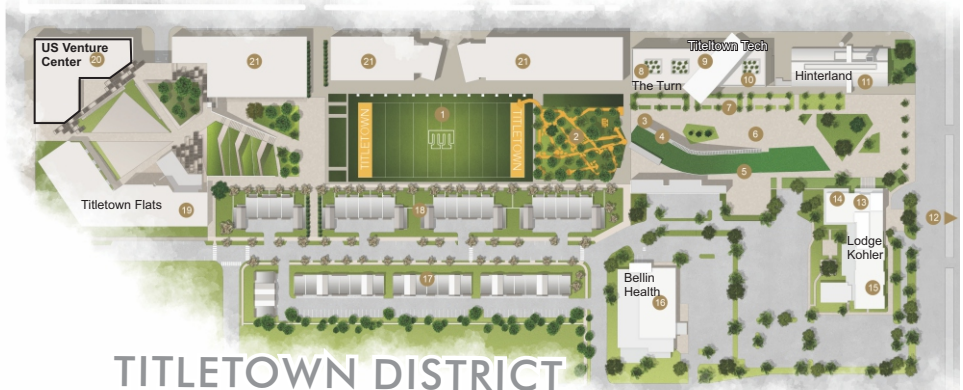 US Venture
Center
20
21
21
21
8
The Turn
9
Titeltown Tech
10
Hinterland
11
7
TITLETOWN
1
TITLETOWN
2
3
4
6
5
Titletown Flats
19
18
14
13
12
Lodge
Kohler
15
17
Bellin
Health
16
TITLETOWN DISTRICT